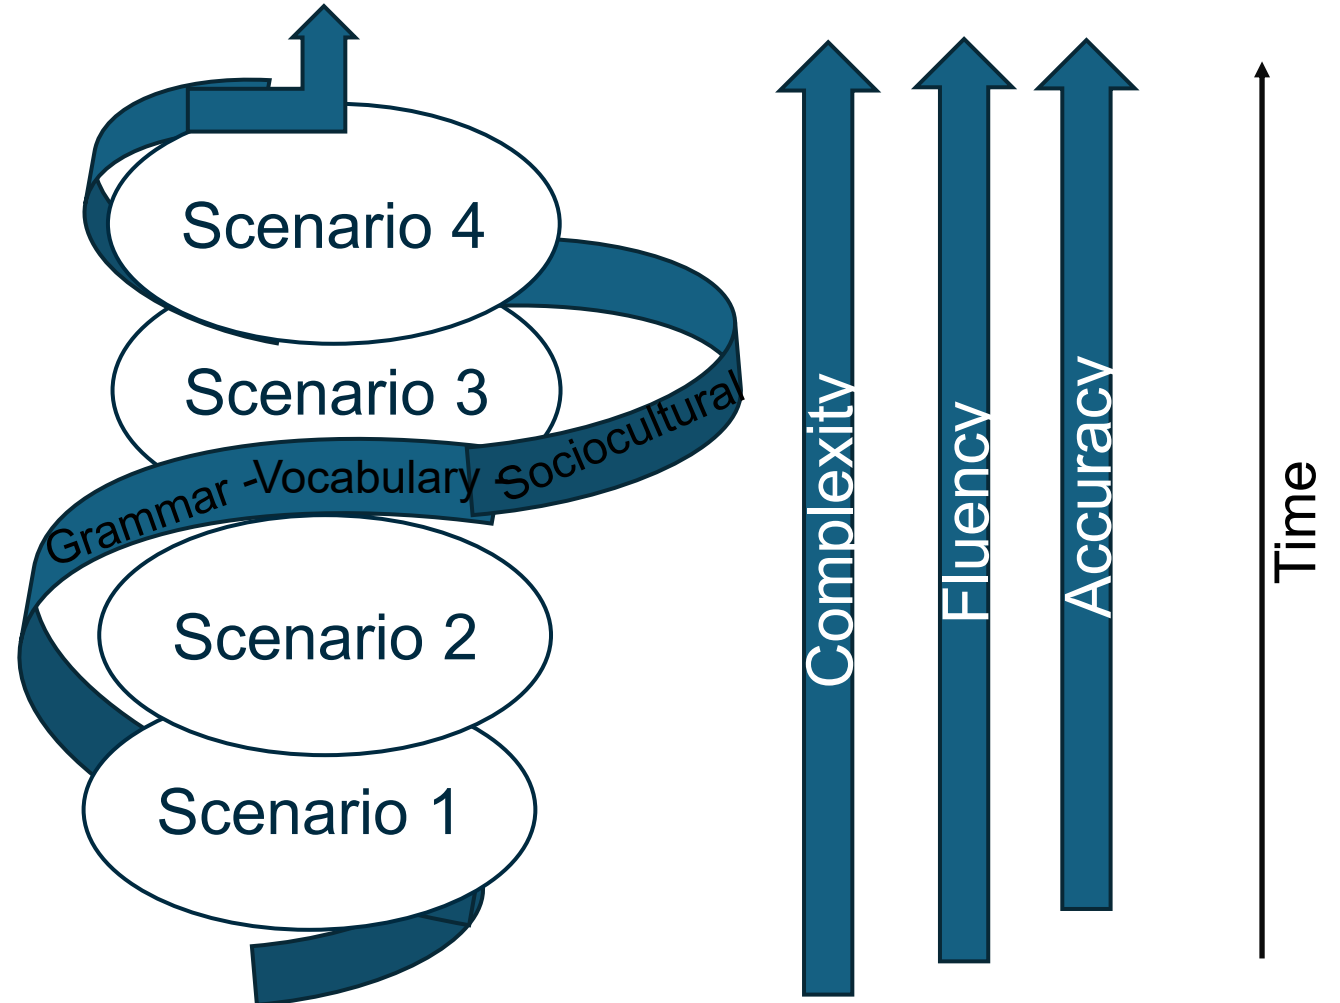 Scenario 4
Scenario 3
Grammar -Vocabulary -Sociocultural
Scenario 2
Scenario 1
Complexity
Fluency
Accuracy
Time